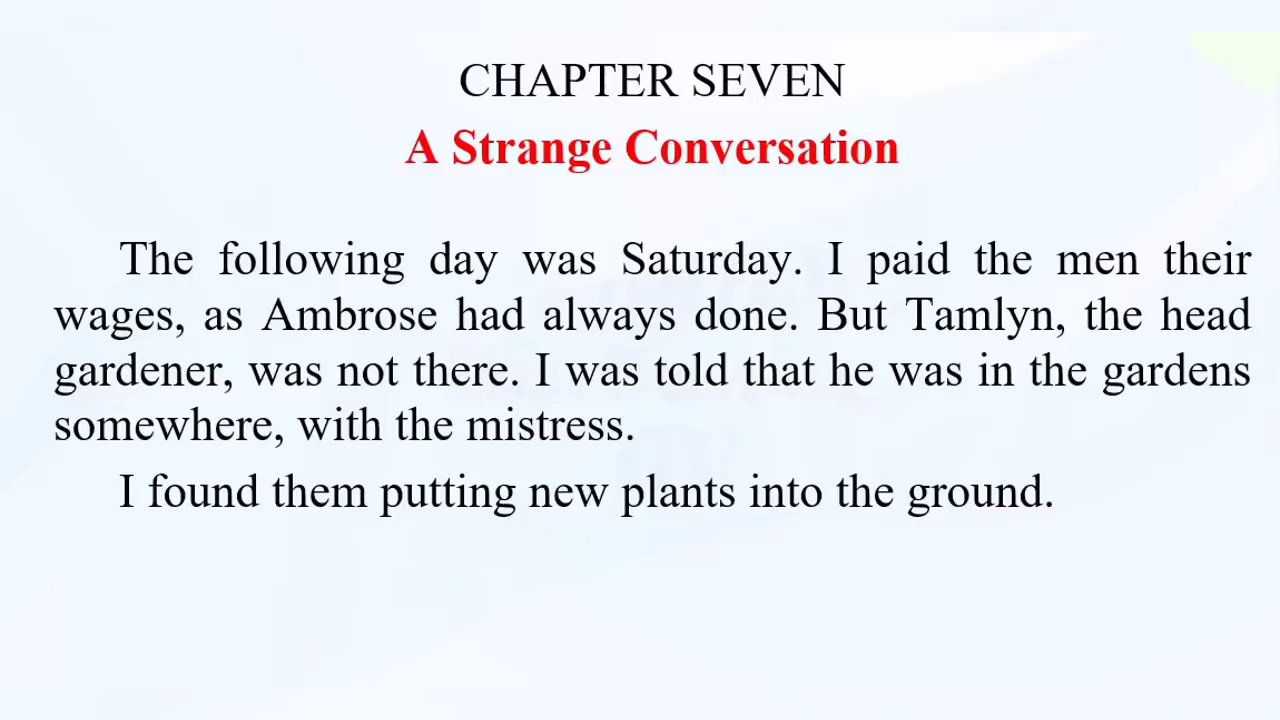 CHAPTER SEVEN
A Strange Conversation
The following day was Saturday. I paid the men their
wages, as Ambrose had always done. But Tamlyn, the head
gardener, was not there. I was told that he was in the gardens
somewhere, with the mistress.
I found them putting new plants into the ground.